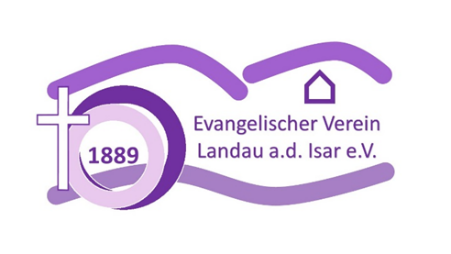 1889
Evangelischer Verein
Landau a.d. Isar e.V.